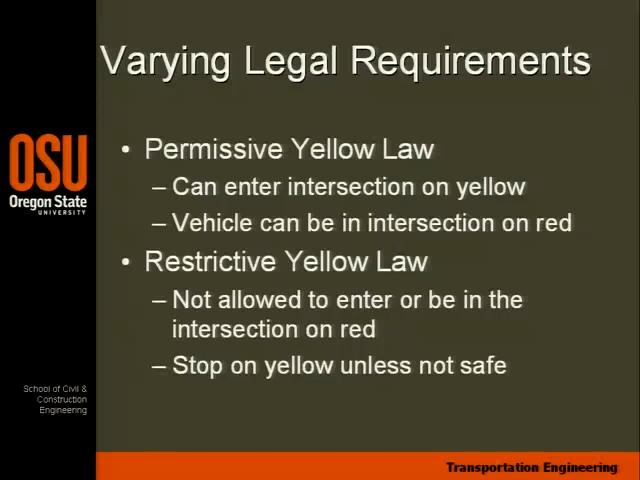 Varying Legal Requirements
• Permissive Yellow Law
– Can enter intersection on yellow
– Vehicle can be in intersection on red
• Restrictive Yellow Law
– Not allowed to enter or be in the
intersection on red
– Stop on yellow unless not safe
OSU
Oregon State
UNIVERSITY
School of Civil &
Construction
Engineering
Transportation Engineering